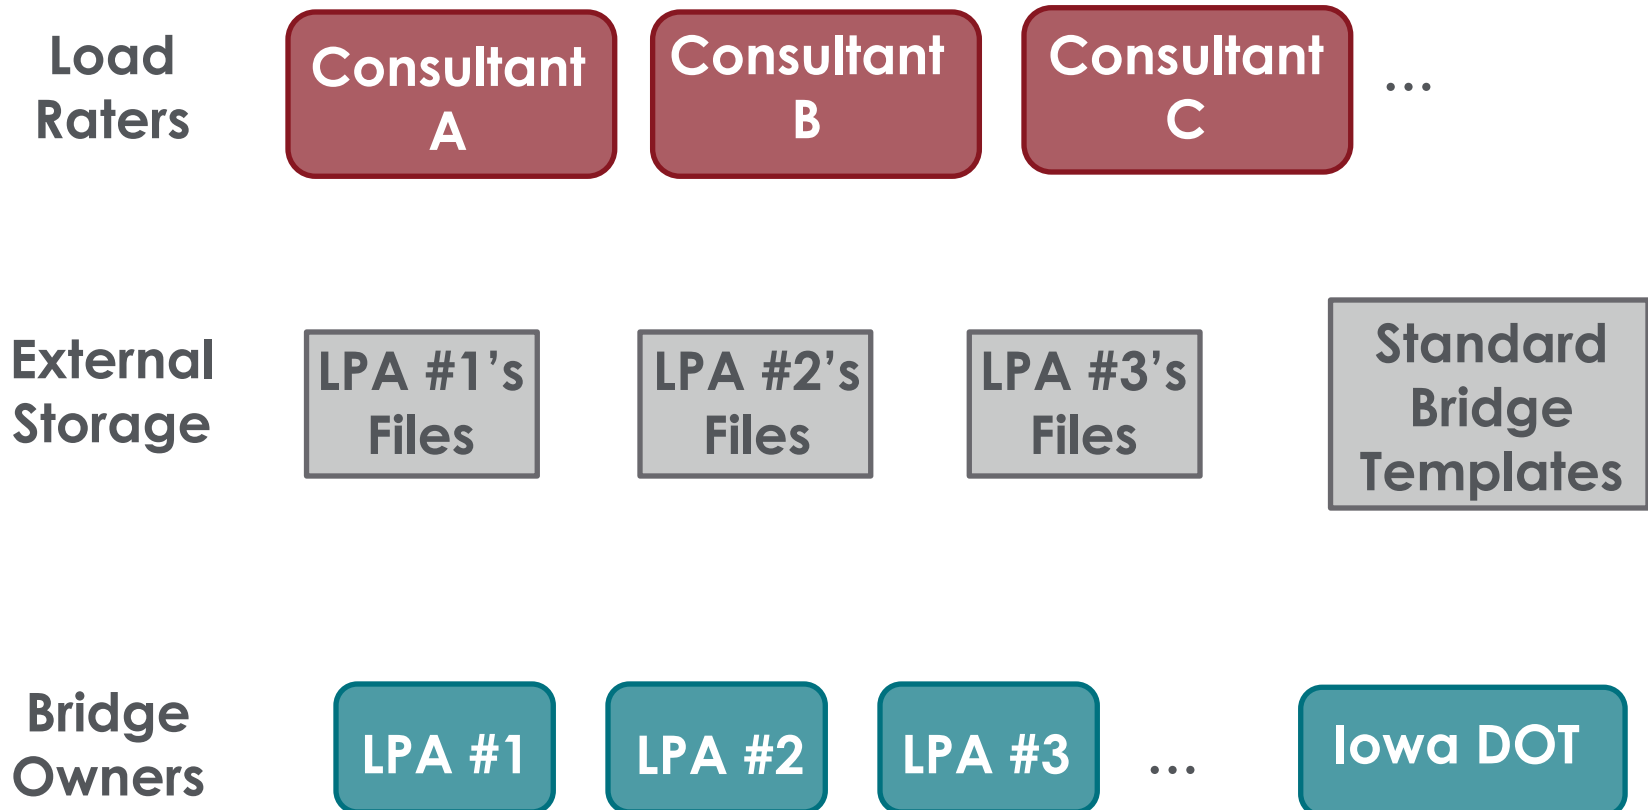 Load
Raters
Consultant
A
Consultant
B
Consultant
C
...
External
Storage
LPA #1’s
Files
LPA #2’s
Files
LPA #3’s
Files
Standard
Bridge
Templates
Bridge
Owners
LPA #1
LPA #2
LPA #3
...
Iowa DOT